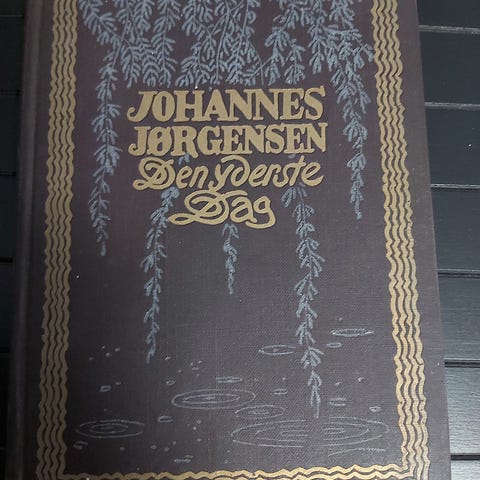 JOHANNES
JØRGENSEN
Den yderste
Dag